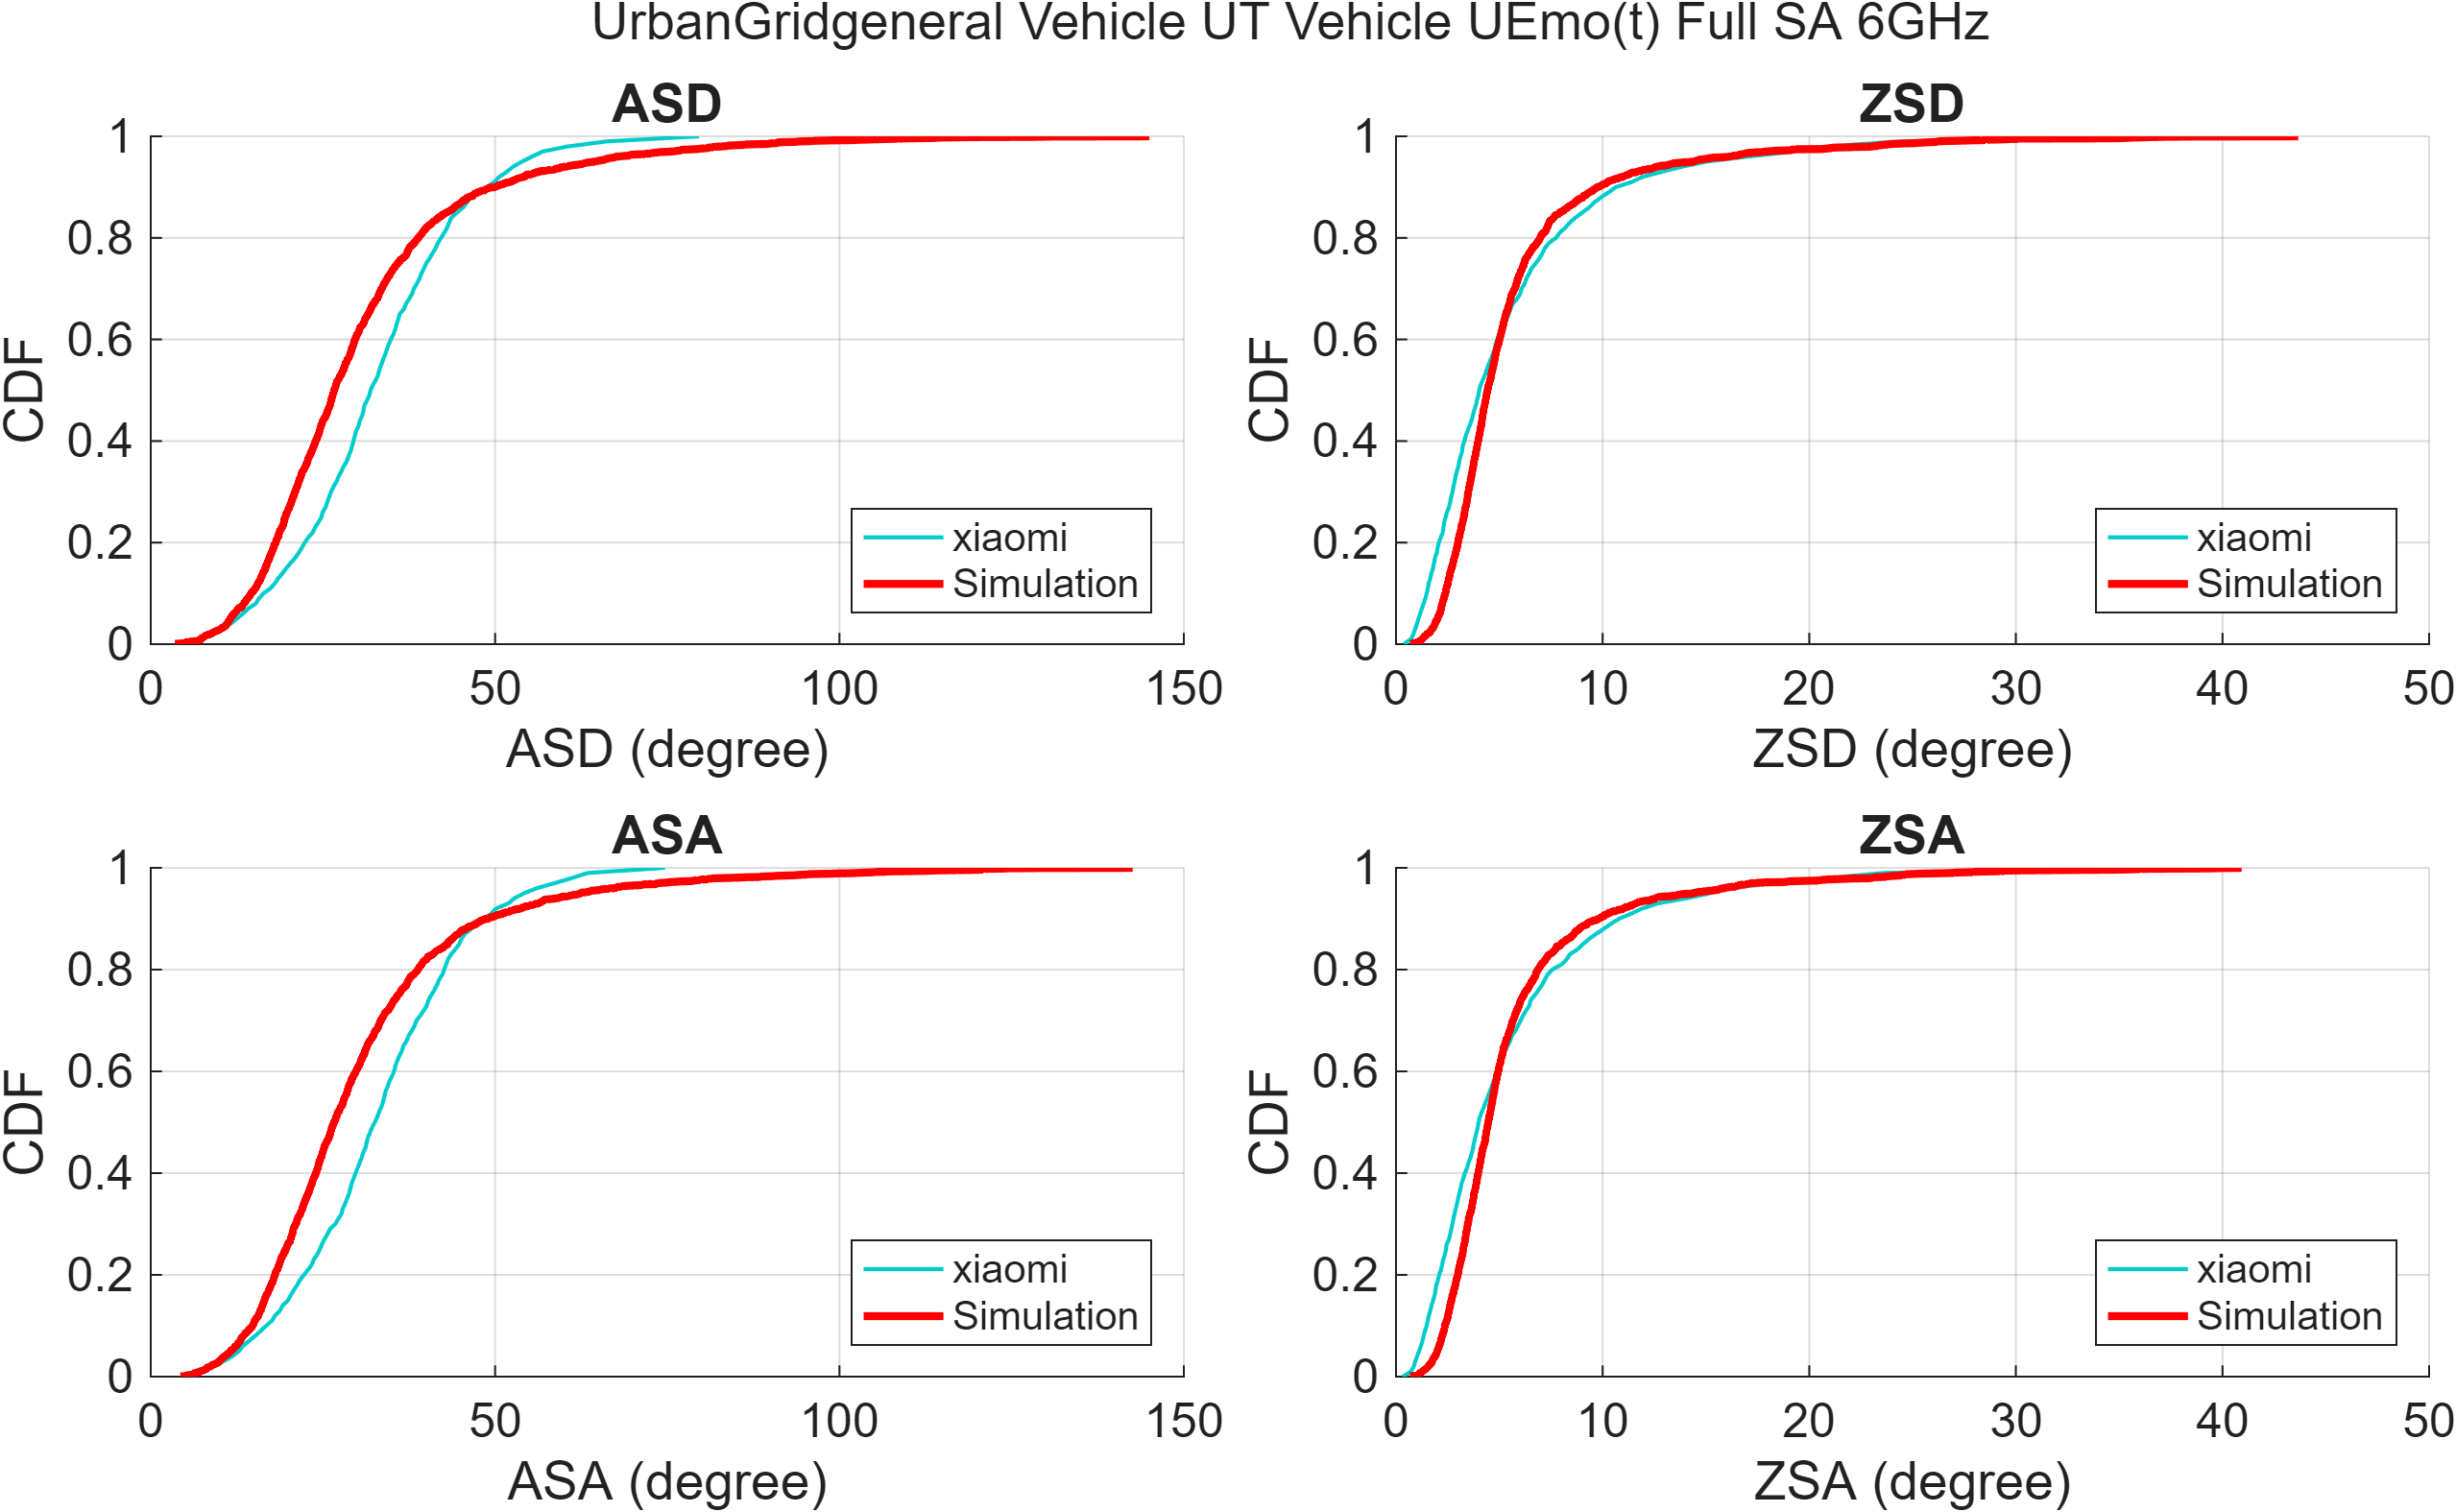 UrbanGridgeneral Vehicle UT Vehicle UEmo(t) Full SA 6GHz
ASD
CDF
1
0.8
0.6
0.4
0.2
0
0 50 100 150
ASD (degree)
xiaomi
Simulation
ZSD
CDF
1
0.8
0.6
0.4
0.2
0
0 10 20 30 40 50
ZSD (degree)
xiaomi
Simulation
ASA
CDF
1
0.8
0.6
0.4
0.2
0
0 50 100 150
ASA (degree)
xiaomi
Simulation
ZSA
CDF
1
0.8
0.6
0.4
0.2
0
0 10 20 30 40 50
ZSA (degree)
xiaomi
Simulation